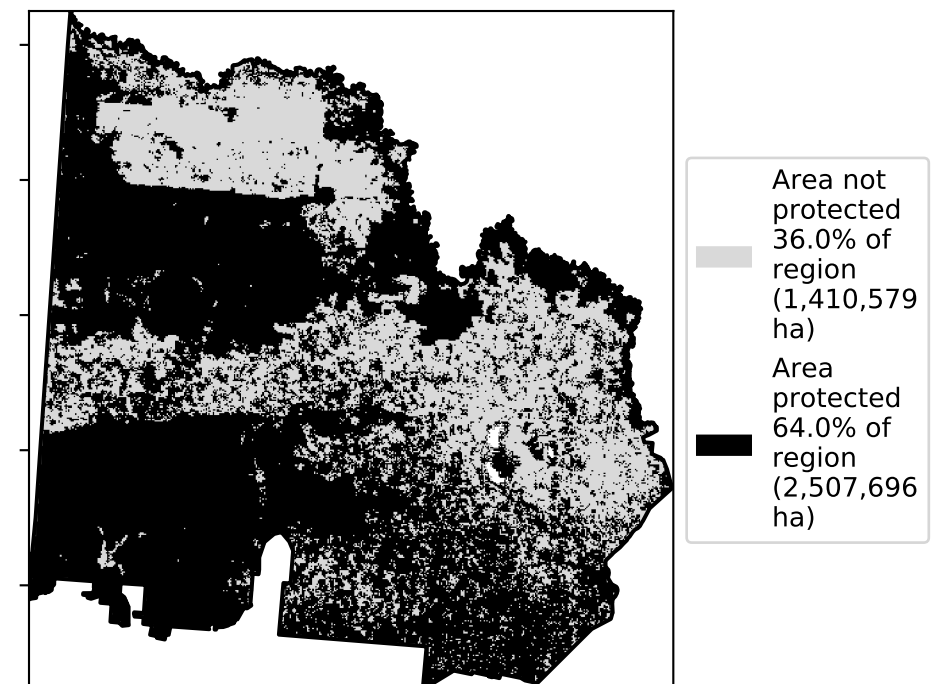 Area not
protected
36.0% of
region
(1,410,579
ha)
Area
protected
64.0% of
region
(2,507,696
ha)